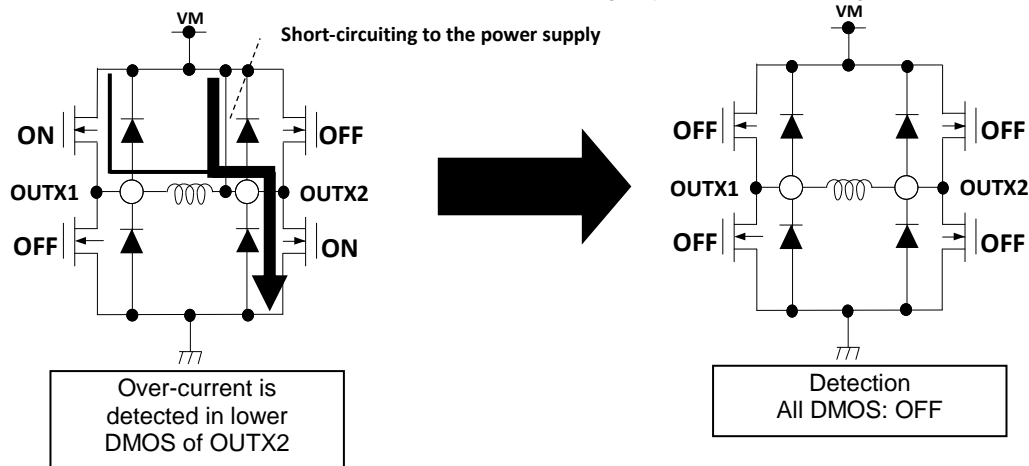 VM
Short-circuiting to the power supply
ON
OFF
OUTX1
OUTX2
OFF
ON
Over-current is
detected in lower
DMOS of OUTX2
VM
OFF
OFF
OUTX1
OUTX2
OFF
OFF
Detection
All DMOS: OFF